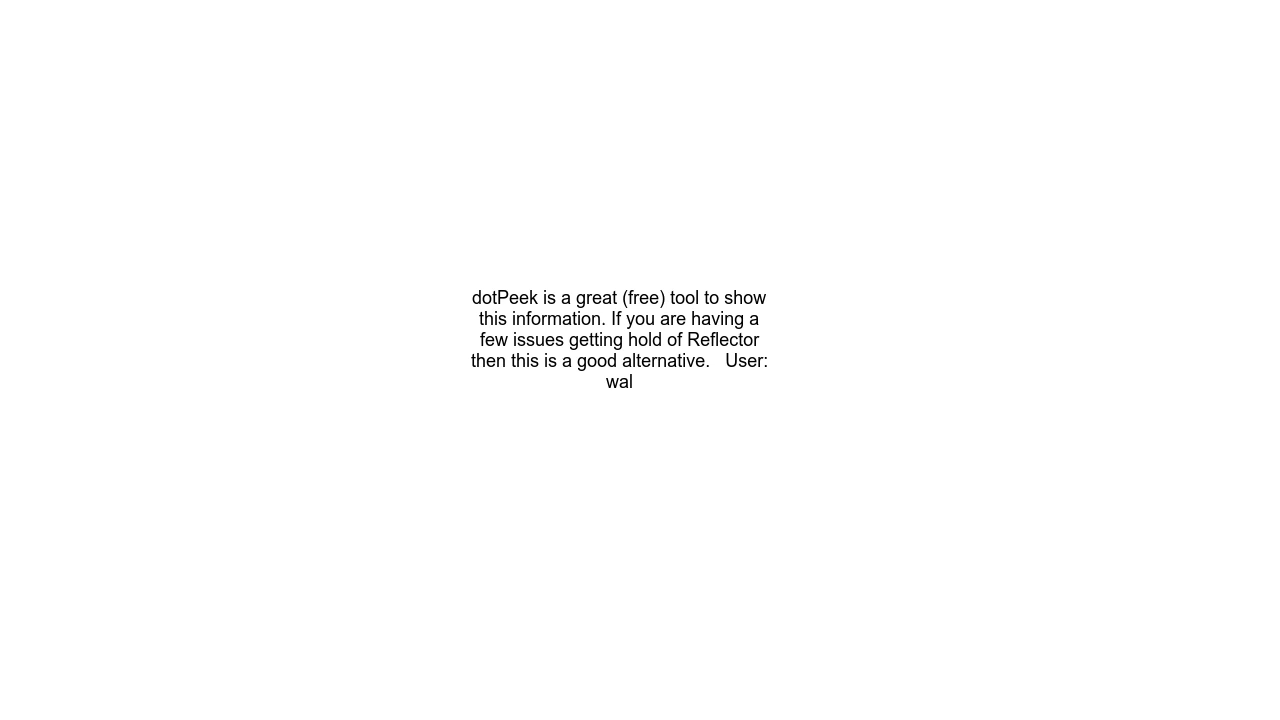 dotPeek is a great (free) tool to show
this information. If you are having a
few issues getting hold of Reflector
then this is a good alternative.   User:
wal